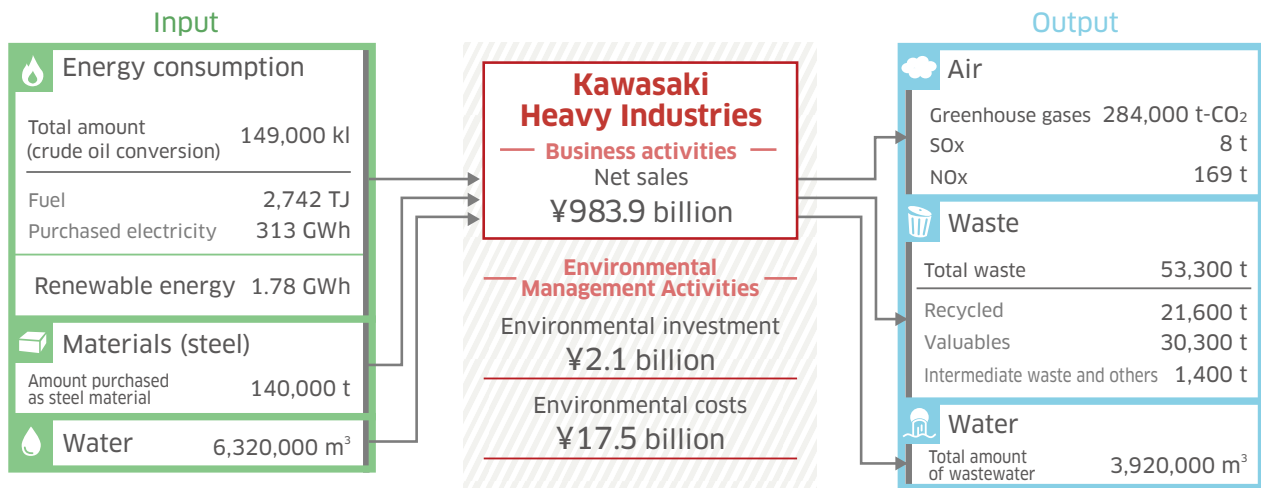 Input
Energy consumption
Total amount
(crude oil conversion) 149,000 kl
Fuel 2,742 TJ
Purchased electricity 313 GWh
Renewable energy 1.78 GWh
Materials (steel)
Amount purchased
as steel material 140,000 t
Water 6,320,000 m³
Kawasaki
Heavy Industries
Business activities
Net sales
¥983.9 billion
Environmental
Management Activities
Environmental investment
¥2.1 billion
Environmental costs
¥17.5 billion
Output
Air
Greenhouse gases 284,000 t-CO₂
SOx 8 t
NOx 169 t
Waste
Total waste 53,300 t
Recycled 21,600 t
Valuables 30,300 t
Intermediate waste and others 1,400 t
Water
Total amount
of wastewater 3,920,000 m³